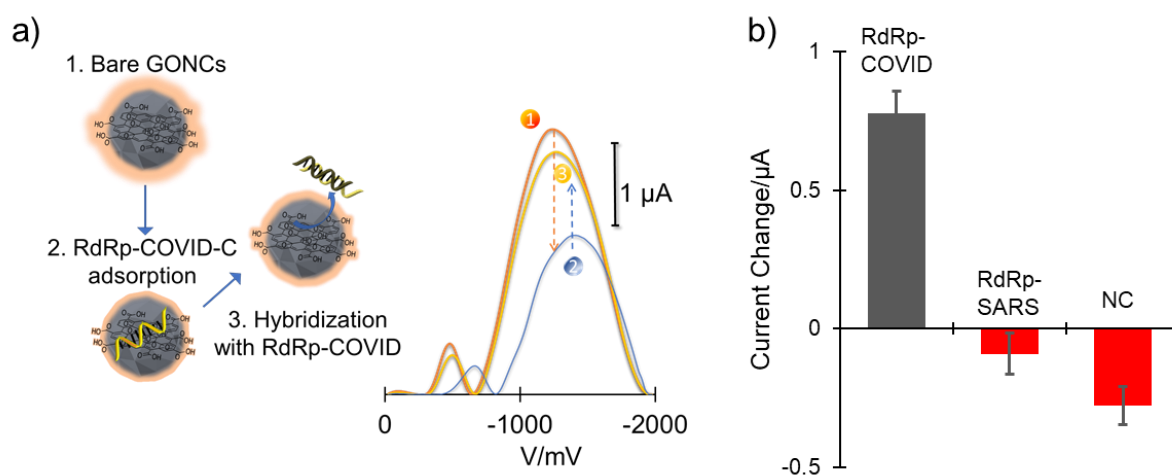 a)
1. Bare GONCs
2. RdRp-COVID-C
adsorption
3. Hybridization
with RdRp-COVID
1
3
2
1 µA
0
-1000
-2000
V/mV
b)
Current Change/µA
1
0.5
0
-0.5
RdRp-
COVID
RdRp-
SARS
NC